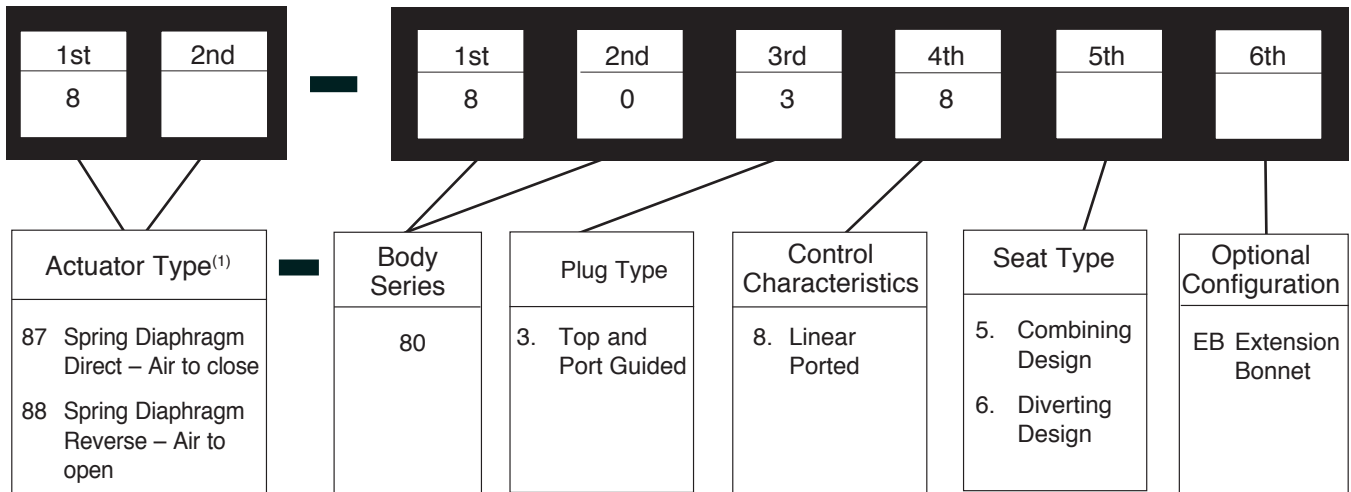 1st 2nd 1st 2nd 3rd 4th 5th 6th
8 8 0 3 8
Actuator Type(1)
87 Spring Diaphragm
Direct – Air to close
88 Spring Diaphragm
Reverse – Air to
open
Body
Series
80
Plug Type
3. Top and
Port Guided
Control
Characteristics
8. Linear
Ported
Seat Type
5. Combining
Design
6. Diverting
Design
Optional
Configuration
EB Extension
Bonnet